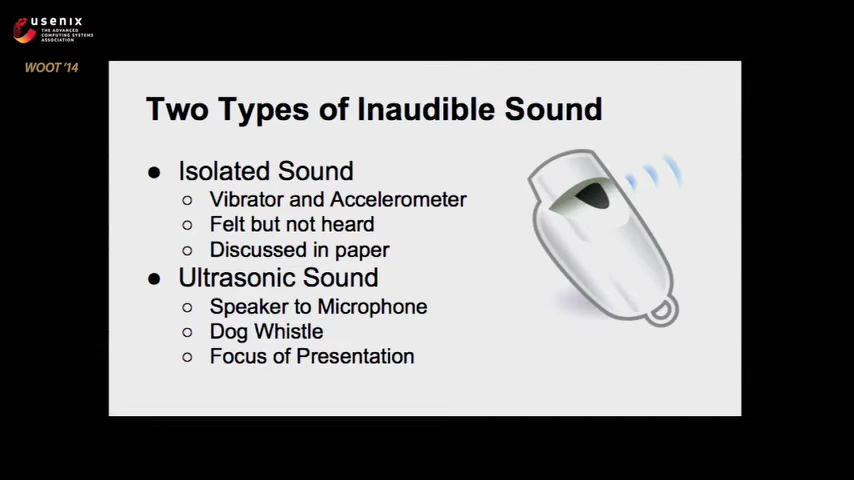 usenix
THE ADVANCED
COMPUTING SYSTEMS
ASSOCIATION
WOOT '14
Two Types of Inaudible Sound
● Isolated Sound
○ Vibrator and Accelerometer
○ Felt but not heard
○ Discussed in paper
● Ultrasonic Sound
○ Speaker to Microphone
○ Dog Whistle
○ Focus of Presentation